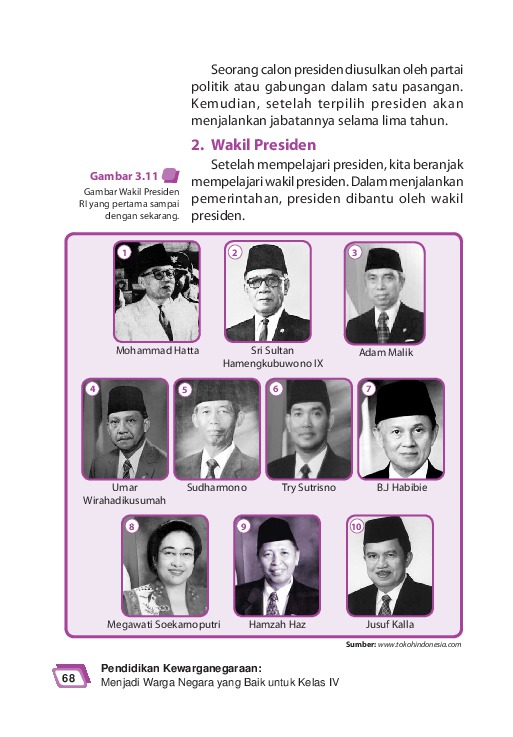 Seorang calon presiden diusulkan oleh partai
politik atau gabungan dalam satu pasangan.
Kemudian, setelah terpilih presiden akan
menjalankan jabatannya selama lima tahun.
2. Wakil Presiden
Setelah mempelajari presiden, kita beranjak
mempelajari wakil presiden. Dalam menjalankan
pemerintahan, presiden dibantu oleh wakil
presiden.
Gambar 3.11
Gambar Wakil Presiden
RI yang pertama sampai
dengan sekarang.
1
2
3
Mohammad Hatta
Sri Sultan
Hamengkubuwono IX
Adam Malik
4
5
6
7
Umar
Wirahadikusumah
Sudharmono
Try Sutrisno
B.J Habibie
8
9
10
Megawati Soekarnoputri
Hamzah Haz
Jusuf Kalla
Sumber: www.tokohindonesia.com
68
Pendidikan Kewarganegaraan:
Menjadi Warga Negara yang Baik untuk Kelas IV